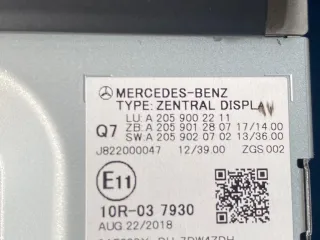 MERCEDES-BENZ
TYPE: ZENTRAL DISPLAY
LU: A 205 900 22 11
Q7 ZB: A 205 901 28 07 17/14.00
SW: A 205 902 07 02 13/36.00
J822000047 12/39.00 ZGS:002
E11
10R-03 7930
AUG 22/2018